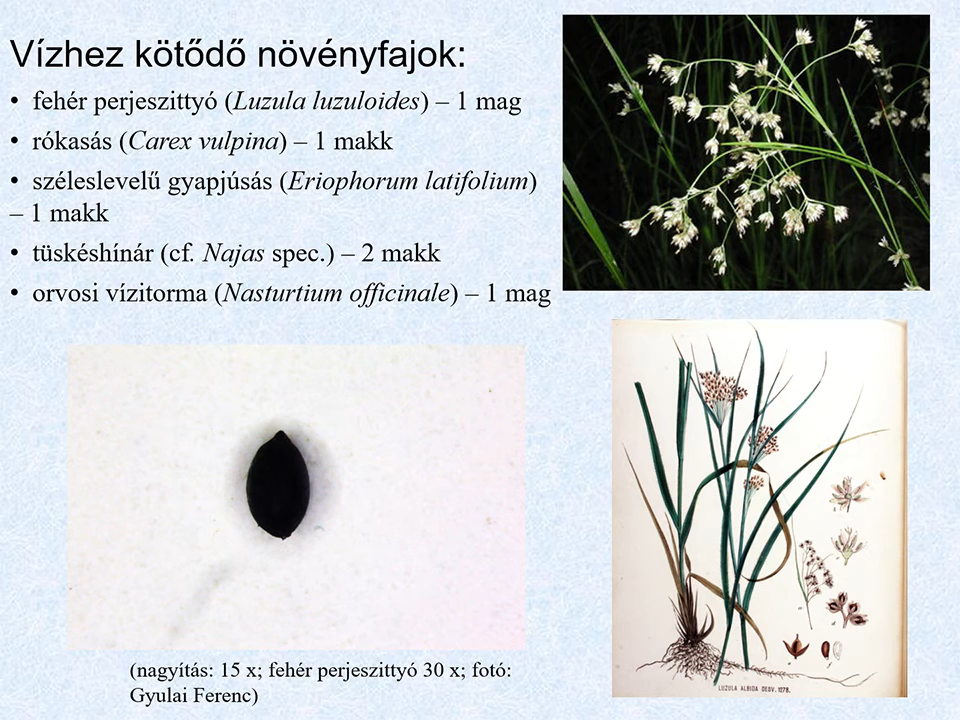 Vízhez kötődő növényfajok:
• fehér perjeszittyó (Luzula luzuloides) – 1 mag
• rókasás (Carex vulpina) – 1 makk
• széleslevelű gyapjúsás (Eriophorum latifolium)
– 1 makk
• tüskéshínár (cf. Najas spec.) – 2 makk
• orvosi vízitorma (Nasturtium officinale) – 1 mag
(nagyítás: 15 x; fehér perjeszittyó 30 x; fotó:
Gyulai Ferenc)
LUZULA ALBIDA DESV. 1278.